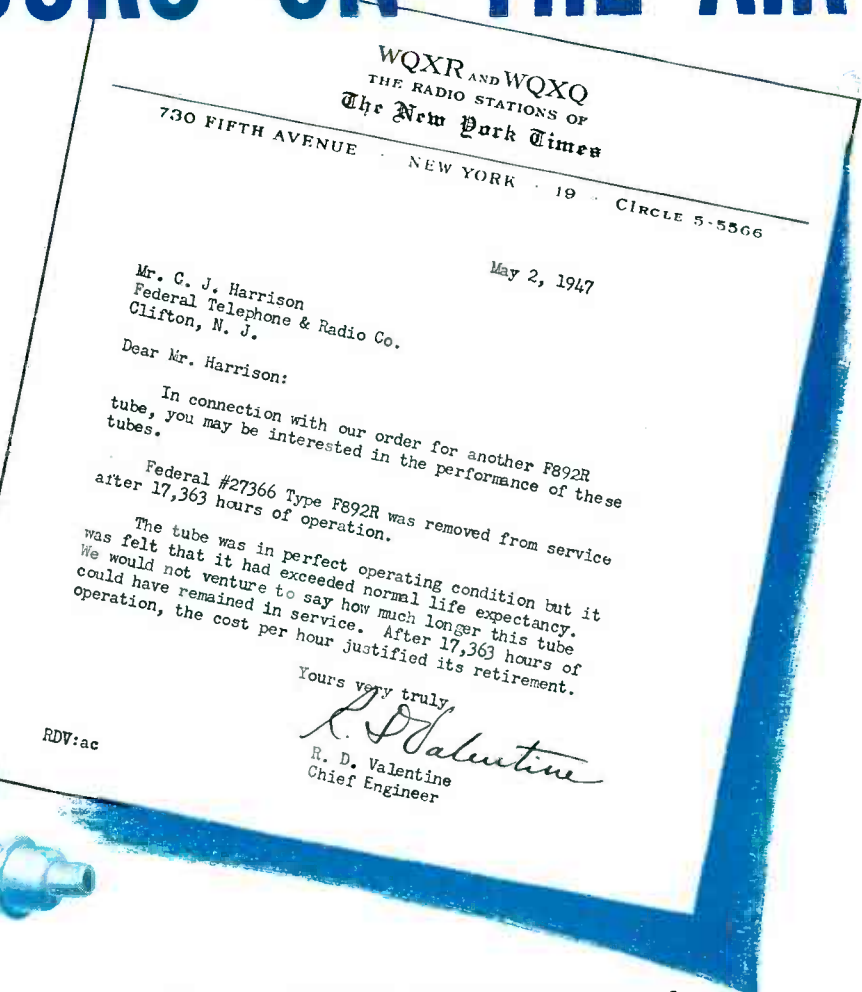 ON THE AIR
WQXR AND WQXQ
THE RADIO STATIONS OF
The New York Times
730 FIFTH AVENUE · NEW YORK · 19 · CIRCLE 5-5566
May 2, 1947
Mr. C. J. Harrison
Federal Telephone & Radio Co.
Clifton, N. J.
Dear Mr. Harrison:
In connection with our order for another F892R
tube, you may be interested in the performance of these
tubes.
Federal #27366 Type F892R was removed from service
after 17,363 hours of operation.
The tube was in perfect operating condition but it
was felt that it had exceeded normal life expectancy.
We would not venture to say how much longer this tube
could have remained in service. After 17,363 hours of
operation, the cost per hour justified its retirement.
Yours very truly
R. D Valentine
R. D. Valentine
Chief Engineer
RDV:ac